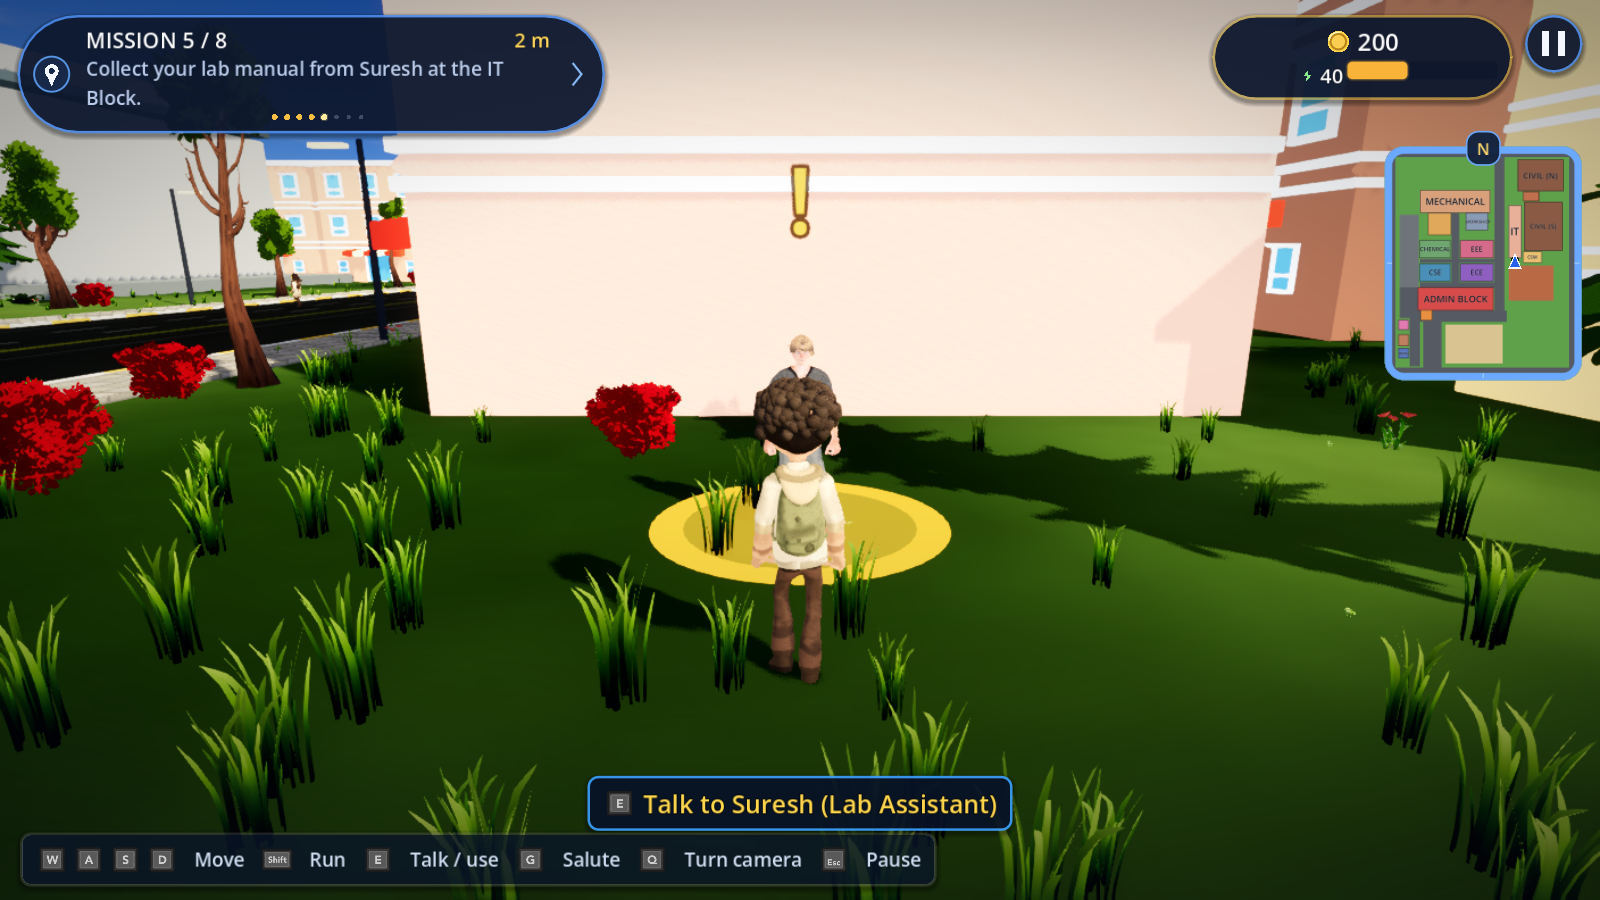 MISSION 5 / 8
2 m
Collect your lab manual from Suresh at the IT
Block.
200
40
N
CIVIL (N)
MECHANICAL
IT
CIVIL (S)
CHEMICAL
EEE
CSE
ECE
ADMIN BLOCK
E Talk to Suresh (Lab Assistant)
W A S D Move Shift Run E Talk / use G Salute Q Turn camera Esc Pause